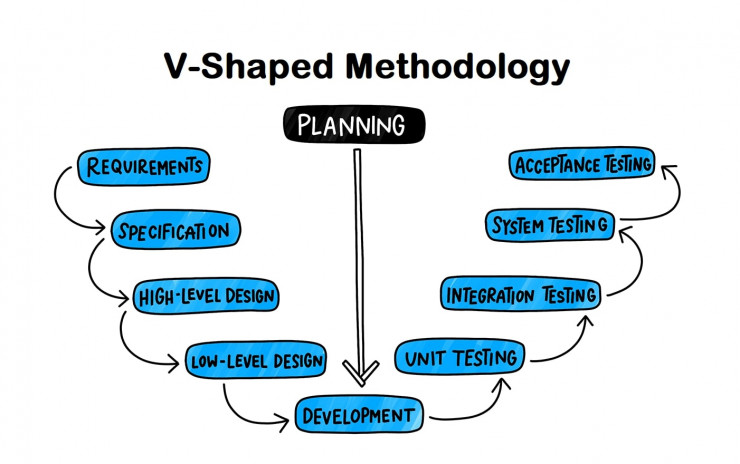 V-Shaped Methodology
PLANNING
REQUIREMENTS
SPECIFICATION
HIGH-LEVEL DESIGN
LOW-LEVEL DESIGN
DEVELOPMENT
UNIT TESTING
INTEGRATION TESTING
SYSTEM TESTING
ACCEPTANCE TESTING